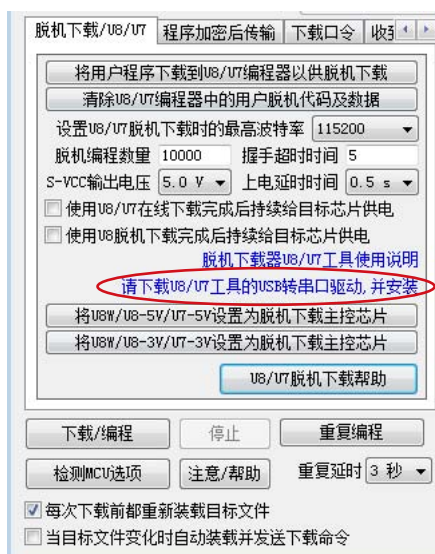 脱机下载/U8/U7 程序加密后传输 下载口令
将用户程序下载到U8/U7编程器以供脱机下载
清除U8/U7编程器中的用户脱机代码及数据
设置U8/U7脱机下载时的最高波特率 115200
脱机编程数量 10000 握手超时时间 5
S-VCC输出电压 5.0 V 上电延时时间 0.5 s
使用U8/U7在线下载完成后持续给目标芯片供电
使用U8脱机下载完成后持续给目标芯片供电
脱机下载器U8/U7工具使用说明
请下载U8/U7工具的USB转串口驱动,并安装
将U8W/U8-5V/U7-5V设置为脱机下载主控芯片
将U8W/U8-3V/U7-3V设置为脱机下载主控芯片
U8/U7脱机下载帮助
下载/编程 停止 重复编程
检测MCU选项 注意/帮助 重复延时 3 秒
每次下载前都重新装载目标文件
当目标文件变化时自动装载并发送下载命令